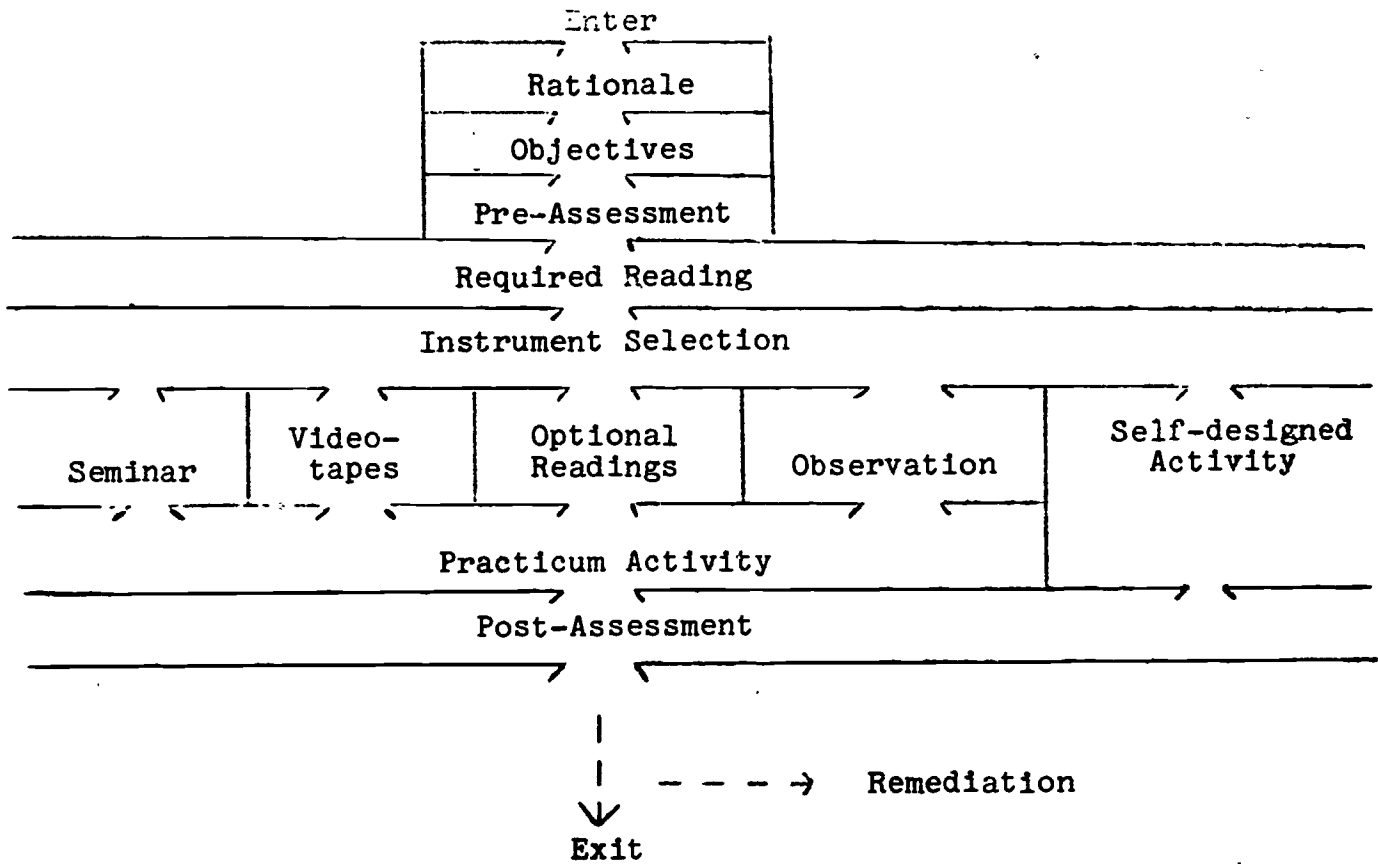 Enter
Rationale
Objectives
Pre-Assessment
Required Reading
Instrument Selection
Seminar
Video-
tapes
Optional
Readings
Observation
Self-designed
Activity
Practicum Activity
Post-Assessment
Remediation
Exit